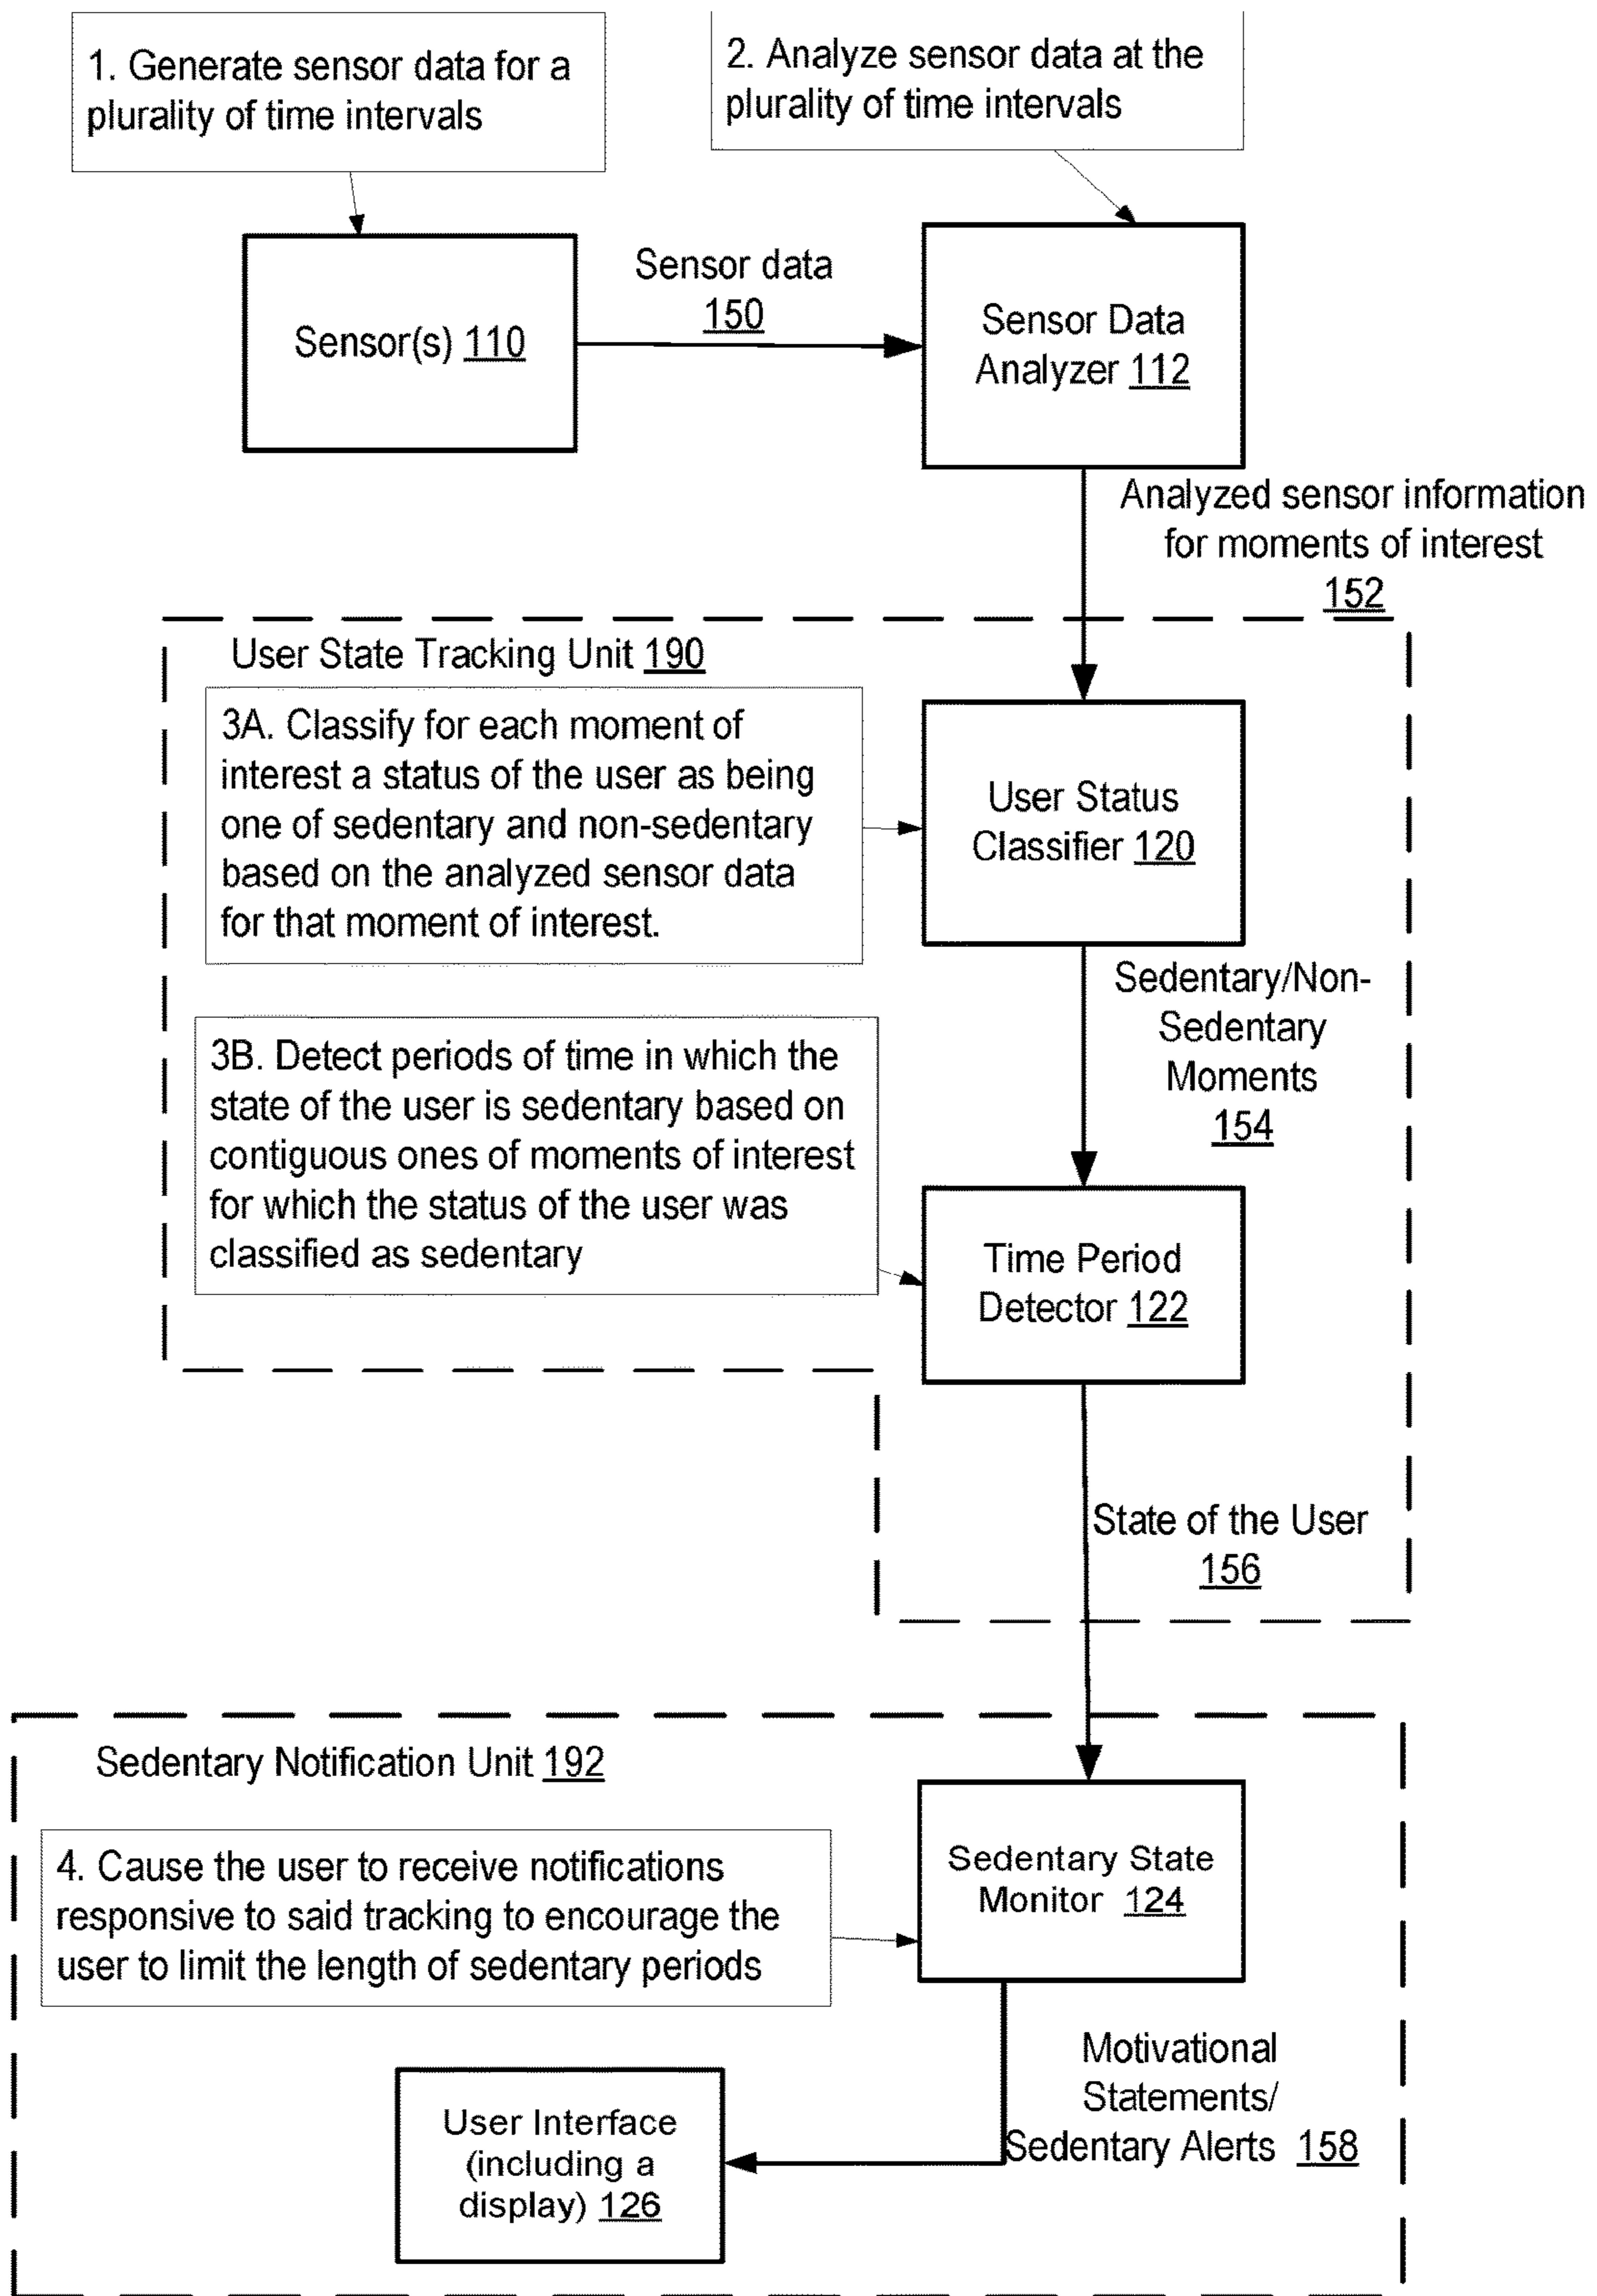 1. Generate sensor data for a
plurality of time intervals
2. Analyze sensor data at the
plurality of time intervals
Sensor(s) 110
Sensor data
150
Sensor Data
Analyzer 112
Analyzed sensor information
for moments of interest
152
User State Tracking Unit 190
3A. Classify for each moment of
interest a status of the user as being
one of sedentary and non-sedentary
based on the analyzed sensor data
for that moment of interest.
User Status
Classifier 120
Sedentary/Non-
Sedentary
Moments
154
3B. Detect periods of time in which the
state of the user is sedentary based on
contiguous ones of moments of interest
for which the status of the user was
classified as sedentary
Time Period
Detector 122
State of the User
156
Sedentary Notification Unit 192
4. Cause the user to receive notifications
responsive to said tracking to encourage the
user to limit the length of sedentary periods
Sedentary State
Monitor 124
Motivational
Statements/
Sedentary Alerts 158
User Interface
(including a
display) 126